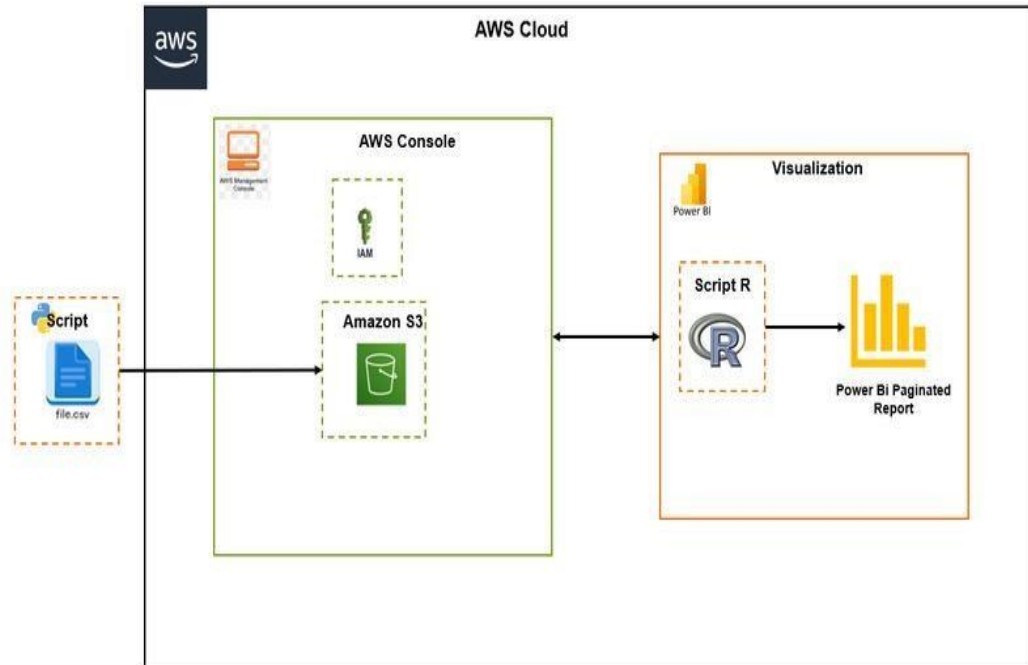 aws
AWS Cloud
AWS Management
Console
AWS Console
IAM
Amazon S3
Script
file.csv
Visualization
Power BI
Script R
R
Power Bi Paginated
Report